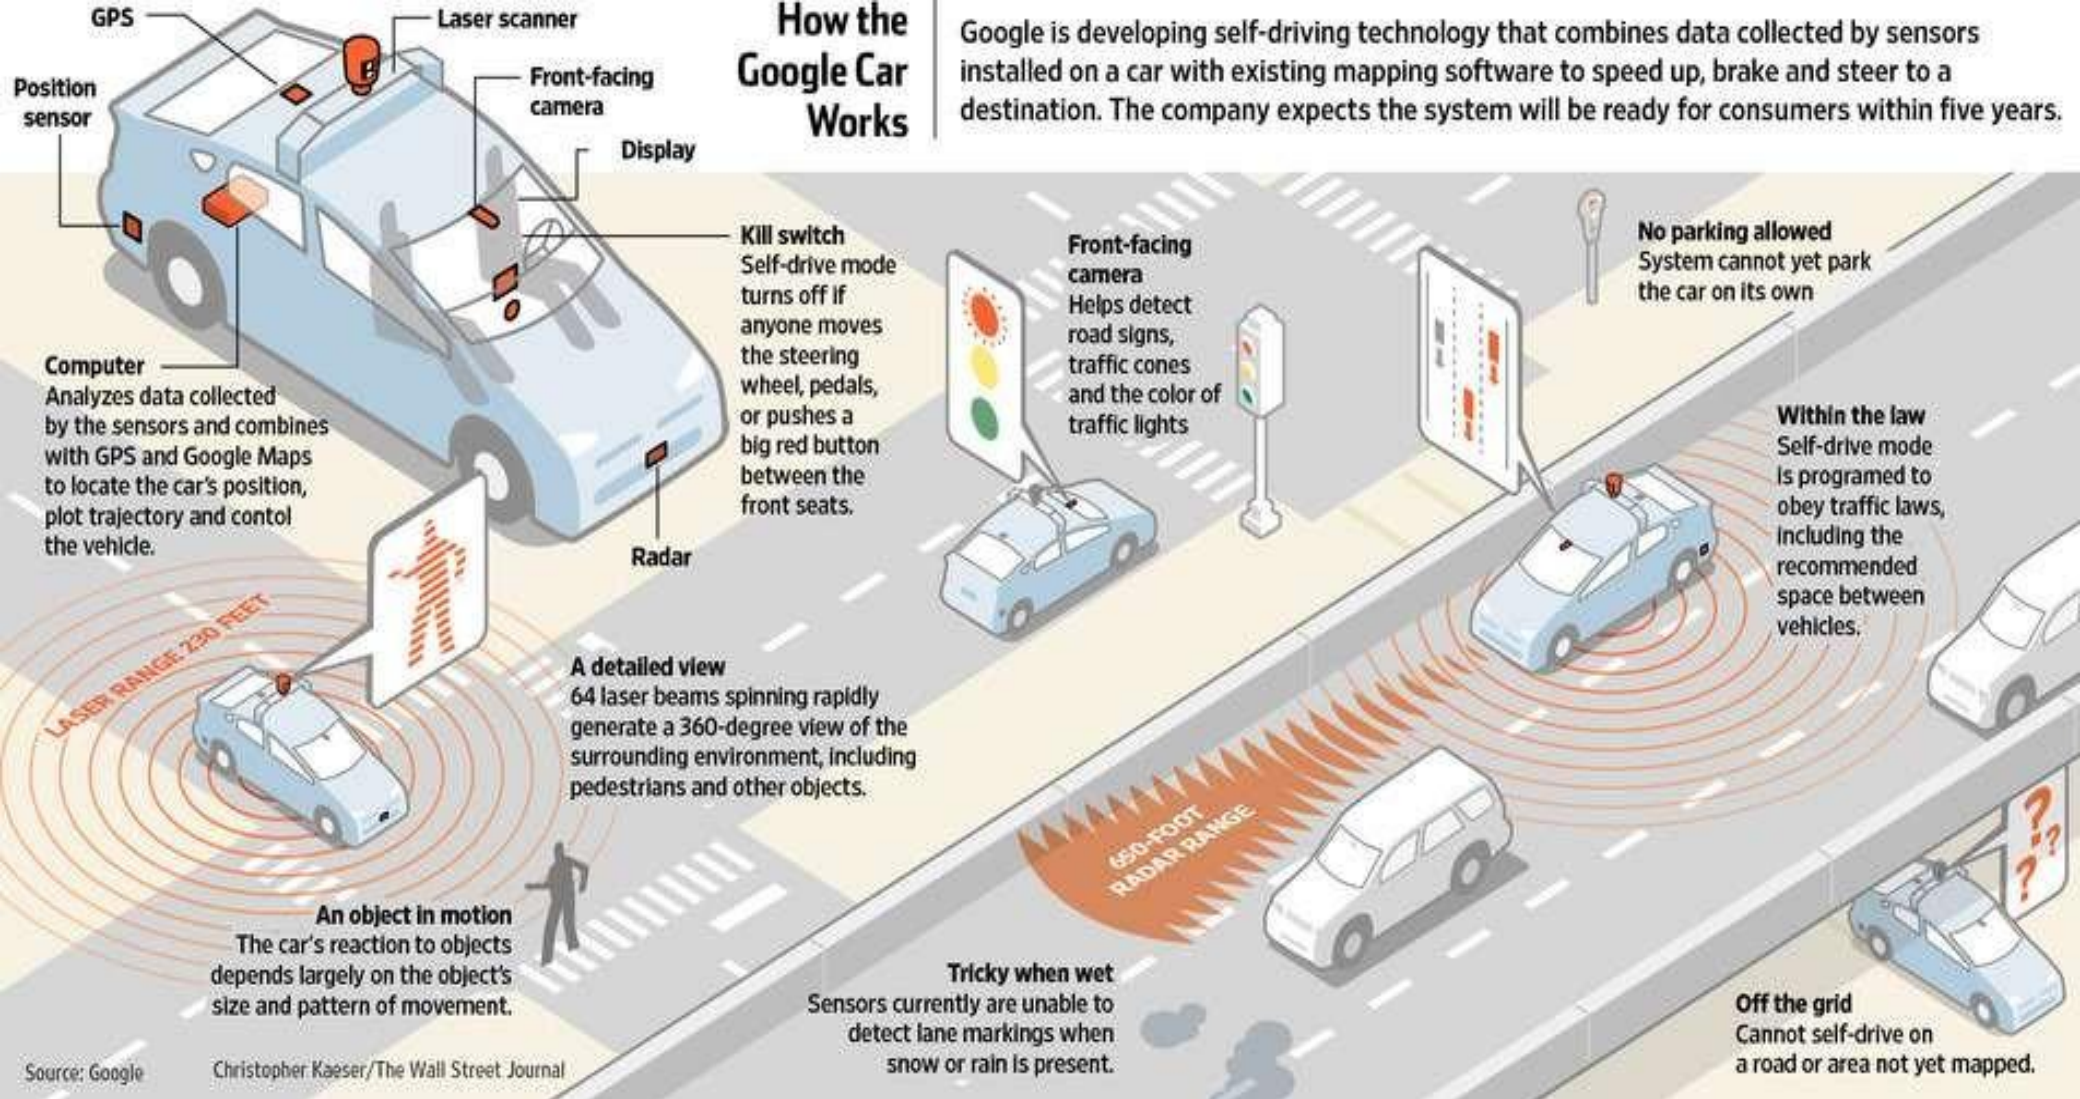 How the
Google Car
Works
Google is developing self-driving technology that combines data collected by sensors
installed on a car with existing mapping software to speed up, brake and steer to a
destination. The company expects the system will be ready for consumers within five years.
GPS
Laser scanner
Position
sensor
Front-facing
camera
Display
Kill switch
Self-drive mode
turns off if
anyone moves
the steering
wheel, pedals,
or pushes a
big red button
between the
front seats.
Computer
Analyzes data collected
by the sensors and combines
with GPS and Google Maps
to locate the car's position,
plot trajectory and contol
the vehicle.
Radar
Front-facing
camera
Helps detect
road signs,
traffic cones
and the color of
traffic lights
No parking allowed
System cannot yet park
the car on its own
Within the law
Self-drive mode
is programed to
obey traffic laws,
including the
recommended
space between
vehicles.
LASER RANGE 230 FEET
A detailed view
64 laser beams spinning rapidly
generate a 360-degree view of the
surrounding environment, including
pedestrians and other objects.
650-FOOT
RADAR RANGE
? ? ?
An object in motion
The car's reaction to objects
depends largely on the object's
size and pattern of movement.
Tricky when wet
Sensors currently are unable to
detect lane markings when
snow or rain is present.
Off the grid
Cannot self-drive on
a road or area not yet mapped.
Source: Google
Christopher Kaeser/The Wall Street Journal